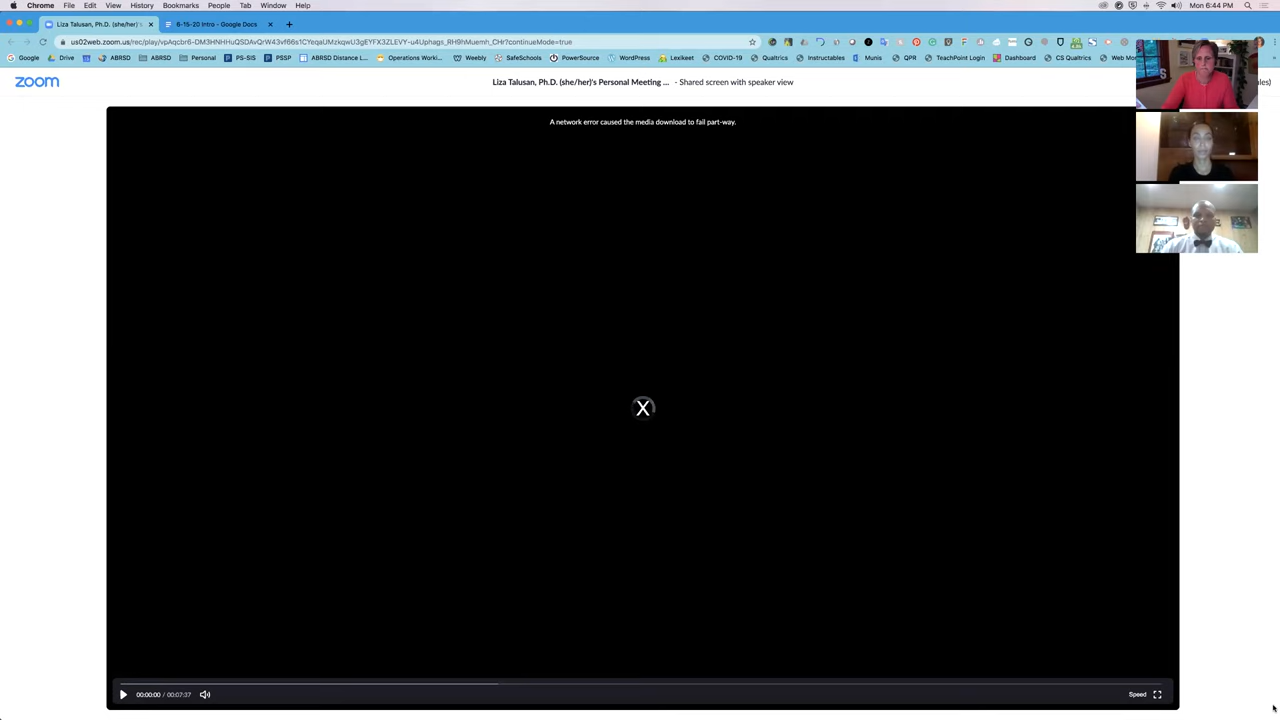 Chrome File Edit View History Bookmarks People Tab Window Help Mon 6:44 PM
Liza Talusan, Ph.D. (she/her)'s 6-15-20 Intro - Google Docs
Google Drive ABRSD ABRSD Personal PS-SIS PSSP ABRSD Distance L... Operations Worki... Weebly SafeSchools PowerSource WordPress Lexikeet COVID-19 Qualtrics Instructables Munis QPR TeachPoint Login Dashboard CS Qualtrics Web Mo
zoom
Liza Talusan, Ph.D. (she/her)'s Personal Meeting ... - Shared screen with speaker view
A network error caused the media download to fail part-way.
X
00:00:00 / 00:07:37 Speed